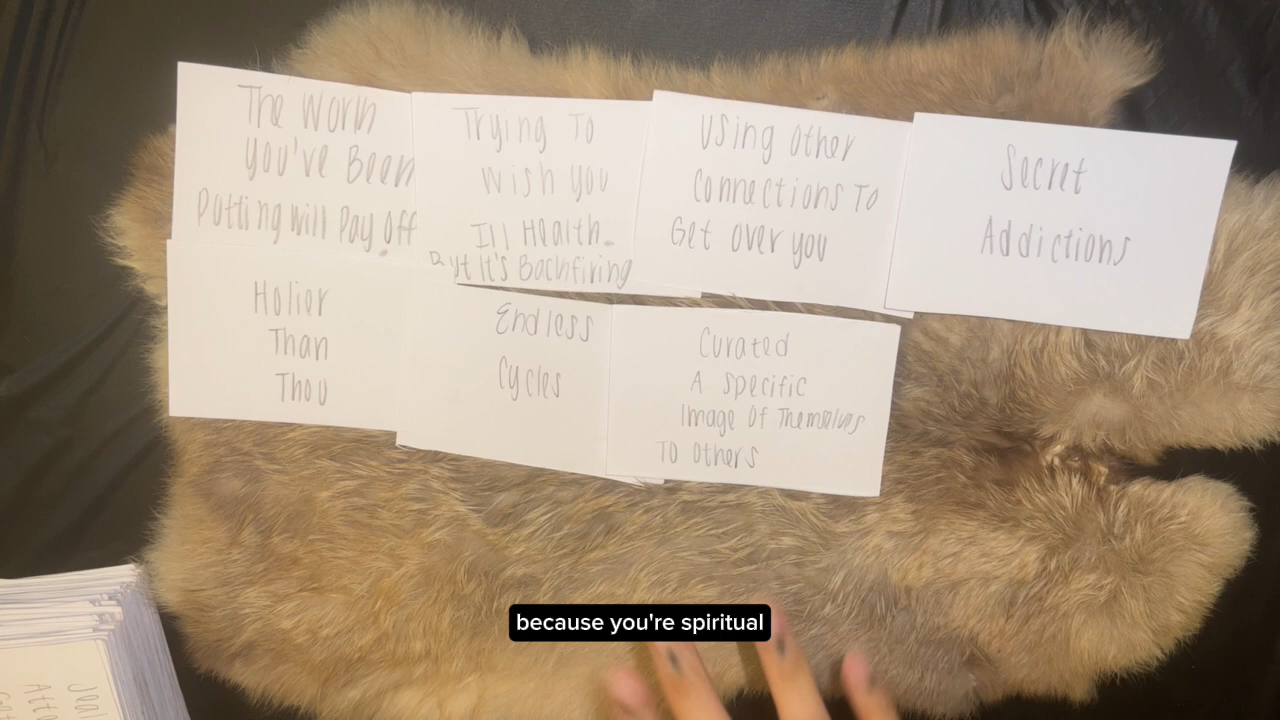 The Work
You've Been
Putting Will Pay Off.
Trying To
Wish You
Ill Health.
But It's Backfiring
Using Other
Connections To
Get Over You
Secret
Addictions
Holier
Than
Thou
Endless
Cycles
Curated
A Specific
Image Of Themselves
To Others
because you're spiritual